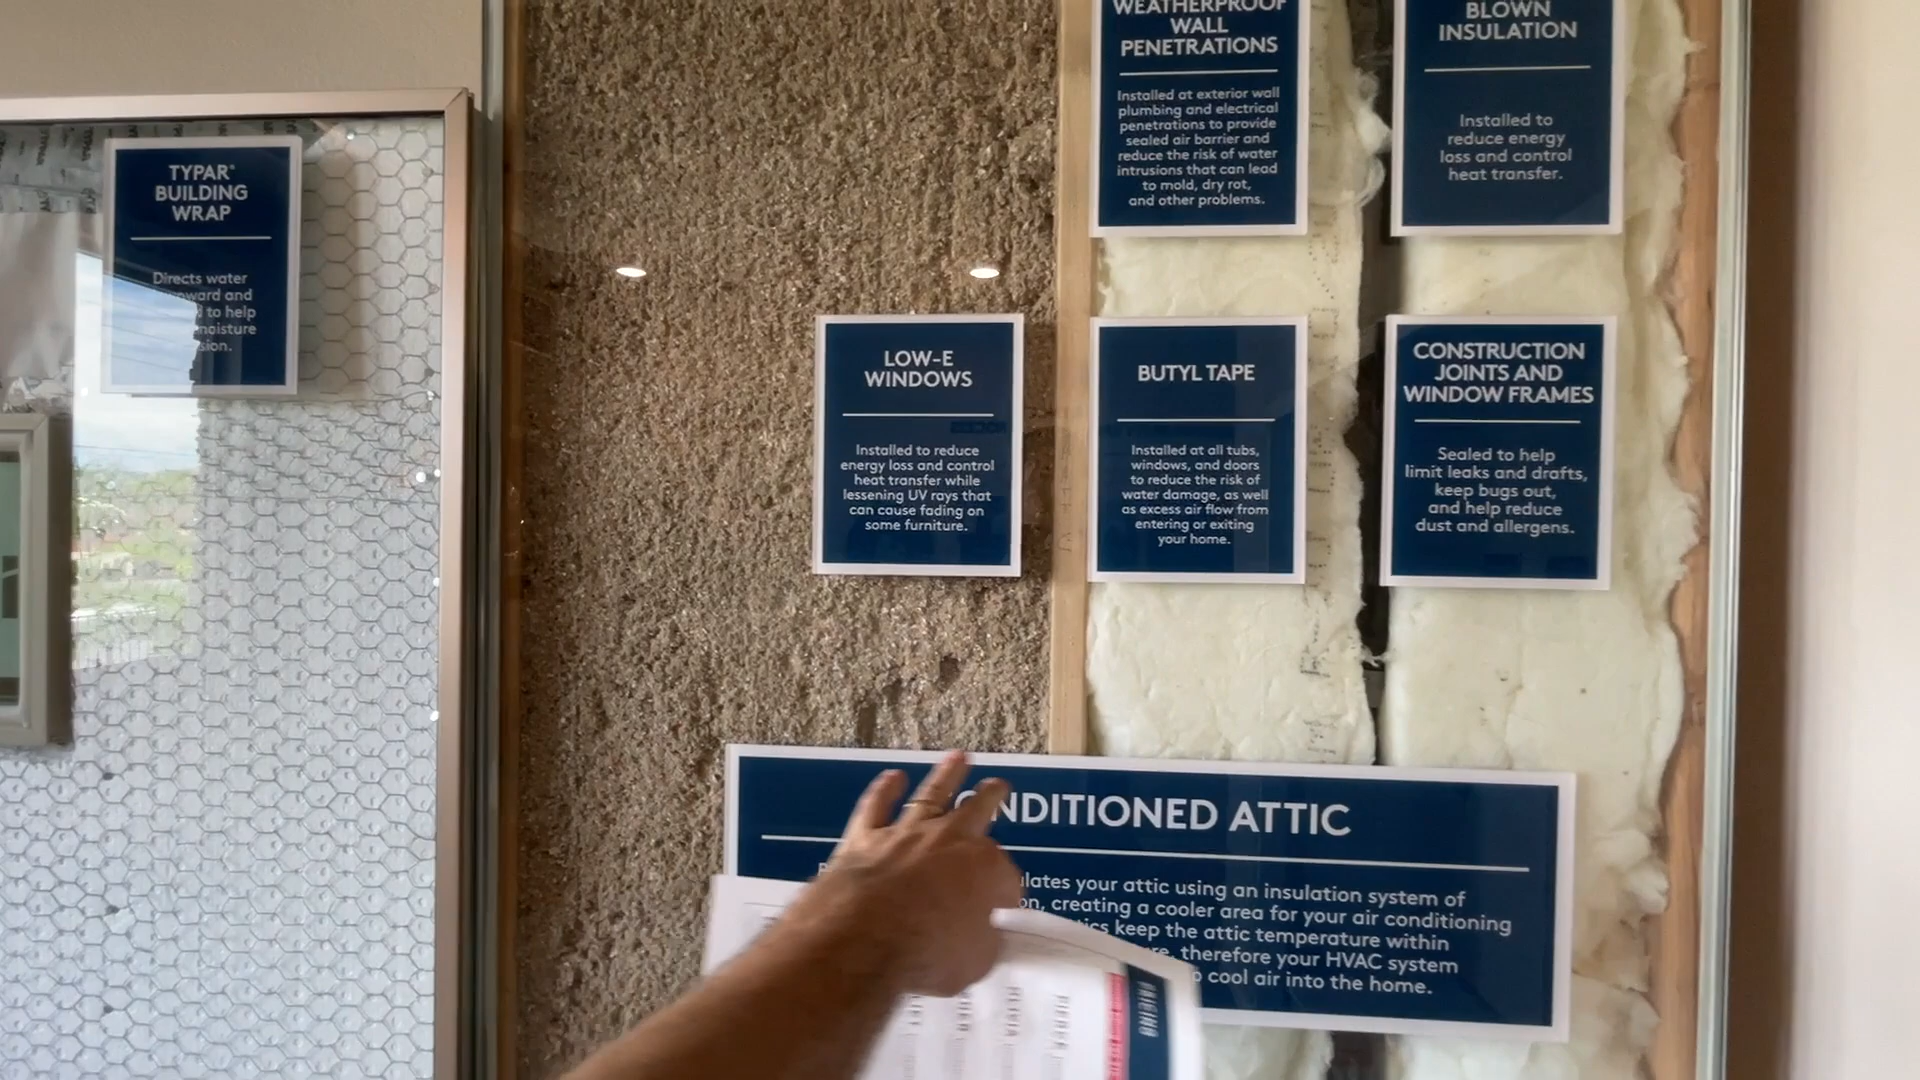 TYPAR®
BUILDING
WRAP
Directs water
and
to help
moisture
WEATHERPROOF
WALL
PENETRATIONS
Installed at exterior wall
plumbing and electrical
penetrations to provide
sealed air barrier and
reduce the risk of water
intrusions that can lead
to mold, dry rot,
and other problems.
BLOWN
INSULATION
Installed to
reduce energy
loss and control
heat transfer.
LOW-E
WINDOWS
Installed to reduce
energy loss and control
heat transfer while
lessening UV rays that
can cause fading on
some furniture.
BUTYL TAPE
Installed at all tubs,
windows, and doors
to reduce the risk of
water damage, as well
as excess air flow from
entering or exiting
your home.
CONSTRUCTION
JOINTS AND
WINDOW FRAMES
Sealed to help
limit leaks and drafts,
keep bugs out,
and help reduce
dust and allergens.
ONDITIONED ATTIC
ulates your attic using an insulation system of
on, creating a cooler area for your air conditioning
tics keep the attic temperature within
re, therefore your HVAC system
cool air into the home.
PRICING